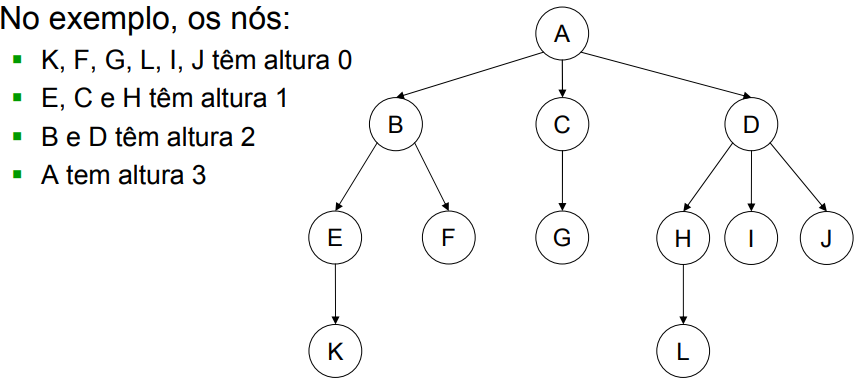 No exemplo, os nós:
▪ K, F, G, L, I, J têm altura 0
▪ E, C e H têm altura 1
▪ B e D têm altura 2
▪ A tem altura 3
A
B C D
E F G H I J
K L